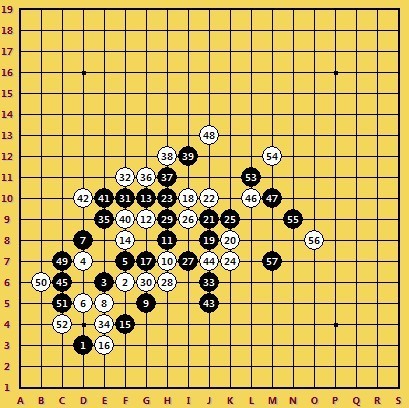 19
18
17
16
15
14
13 48
12 38 39 54
11 32 36 37 53
10 42 41 31 13 23 18 22 46 47
9 35 40 12 29 26 21 25 55
8 7 14 11 19 20 56
7 49 4 5 17 10 27 44 24 57
6 50 45 3 2 30 28 33
5 51 6 8 9 43
4 52 34 15
3 1 16
2
1
A B C D E F G H I J K L M N O P Q R S